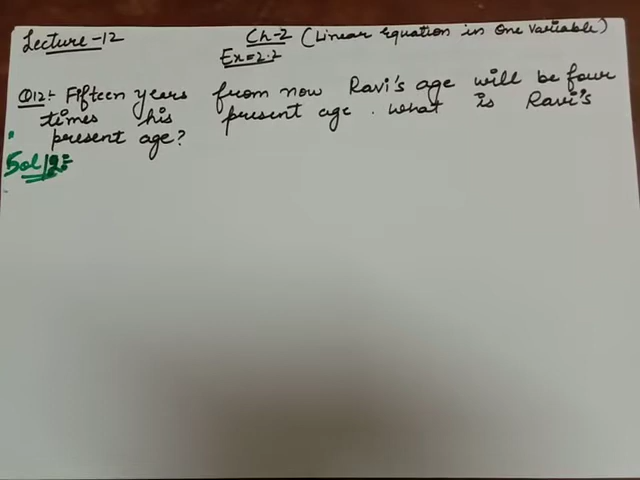 Lecture-12
Ch-2 (Linear Equation in One Variable)
Ex=2.2
Q12:- Fifteen years from now Ravi's age will be four
times his present age. what is Ravi's
present age?
Sol12:-